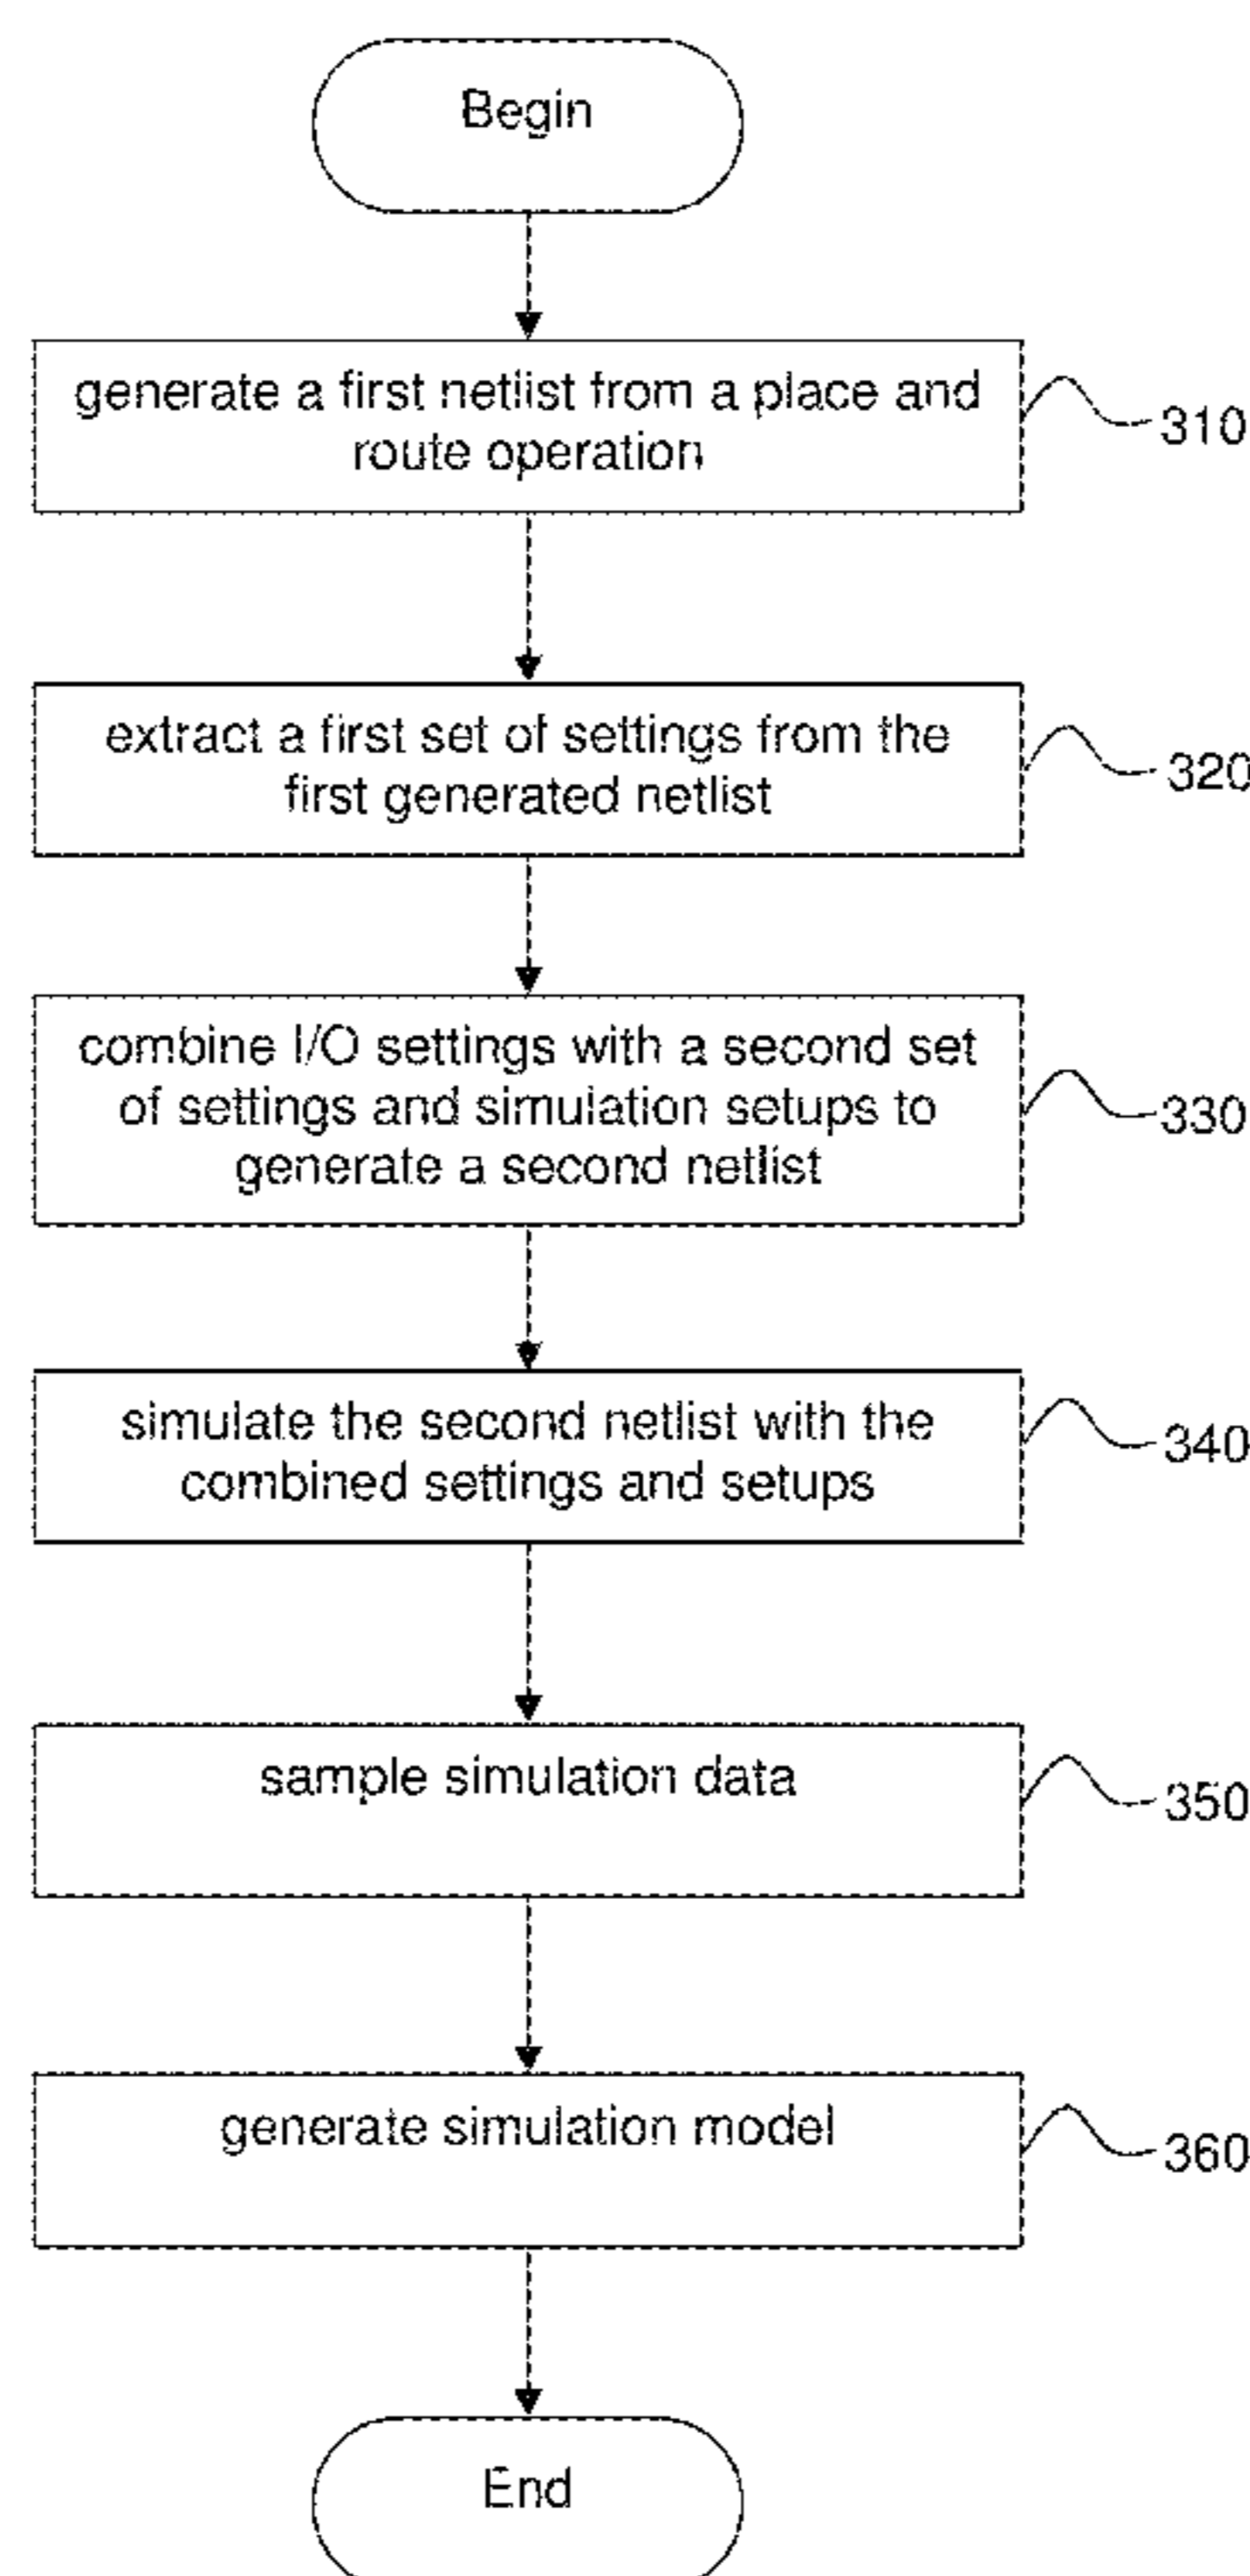 Begin
generate a first netlist from a place and
route operation
310
extract a first set of settings from the
first generated netlist
320
combine I/O settings with a second set
of settings and simulation setups to
generate a second netlist
330
simulate the second netlist with the
combined settings and setups
340
sample simulation data
350
generate simulation model
360
End